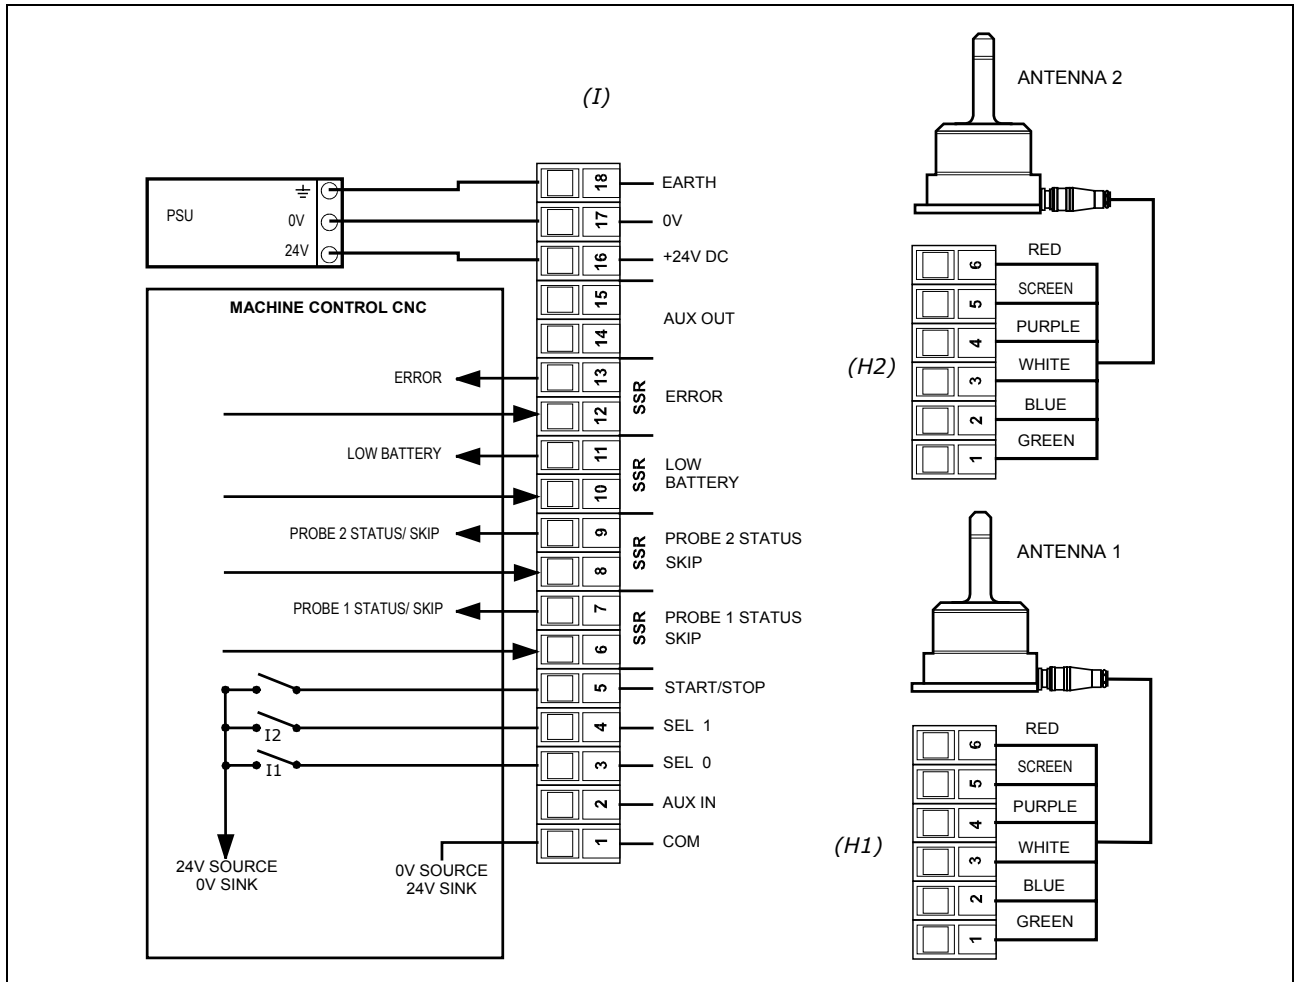 (I)
PSU
0V
24V
18 EARTH
17 0V
16 +24V DC
15
AUX OUT
14
MACHINE CONTROL CNC
ERROR 13
SSR ERROR
12
LOW BATTERY 11
SSR LOW
BATTERY
10
PROBE 2 STATUS/ SKIP 9
SSR PROBE 2 STATUS
SKIP
8
PROBE 1 STATUS/ SKIP 7
SSR PROBE 1 STATUS
SKIP
6
5 START/STOP
I2 4 SEL 1
I1 3 SEL 0
2 AUX IN
1 COM
24V SOURCE
0V SINK
0V SOURCE
24V SINK
ANTENNA 2
(H2)
6 RED
5 SCREEN
4 PURPLE
3 WHITE
2 BLUE
1 GREEN
ANTENNA 1
(H1)
6 RED
5 SCREEN
4 PURPLE
3 WHITE
2 BLUE
1 GREEN